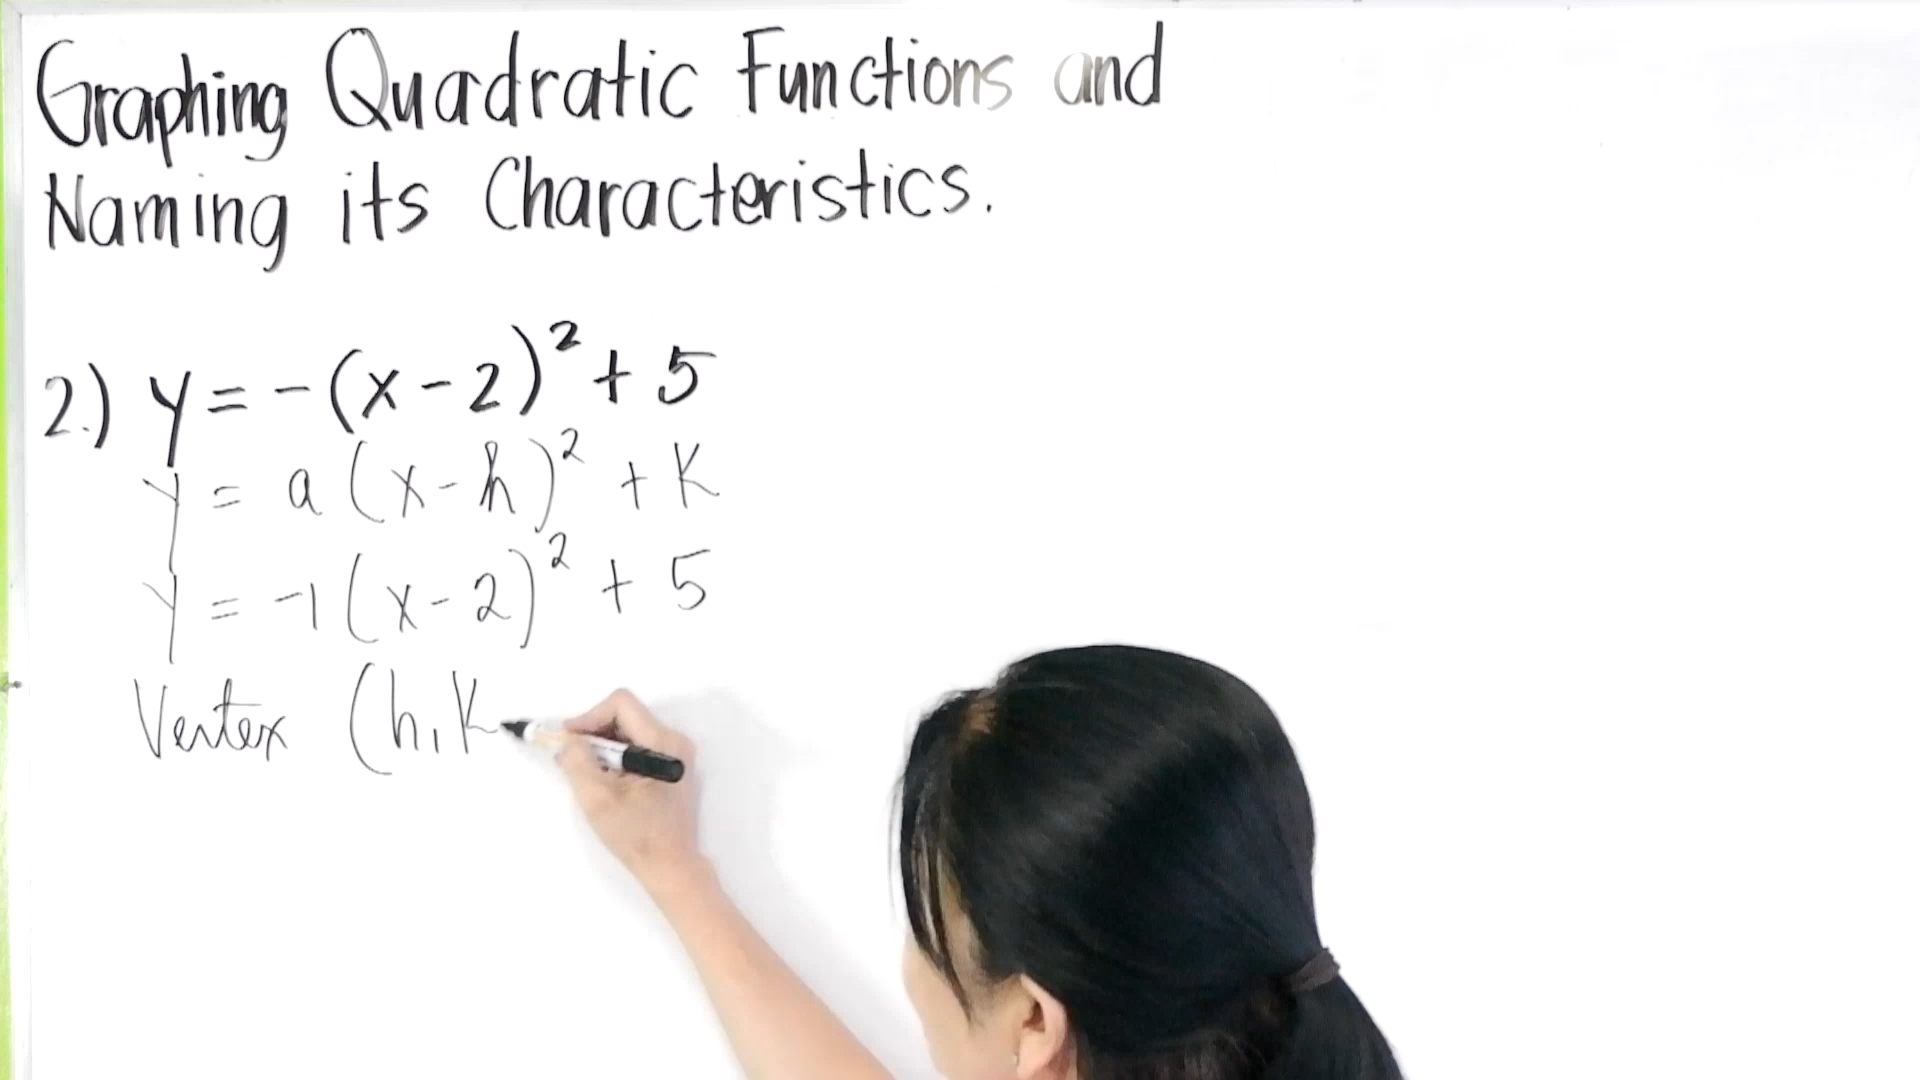 Graphing Quadratic Functions and
Naming its Characteristics.
2.) y = -(x - 2)² + 5
y = a (x - h)² + K
y = -1 (x - 2)² + 5
Vertex (h, K